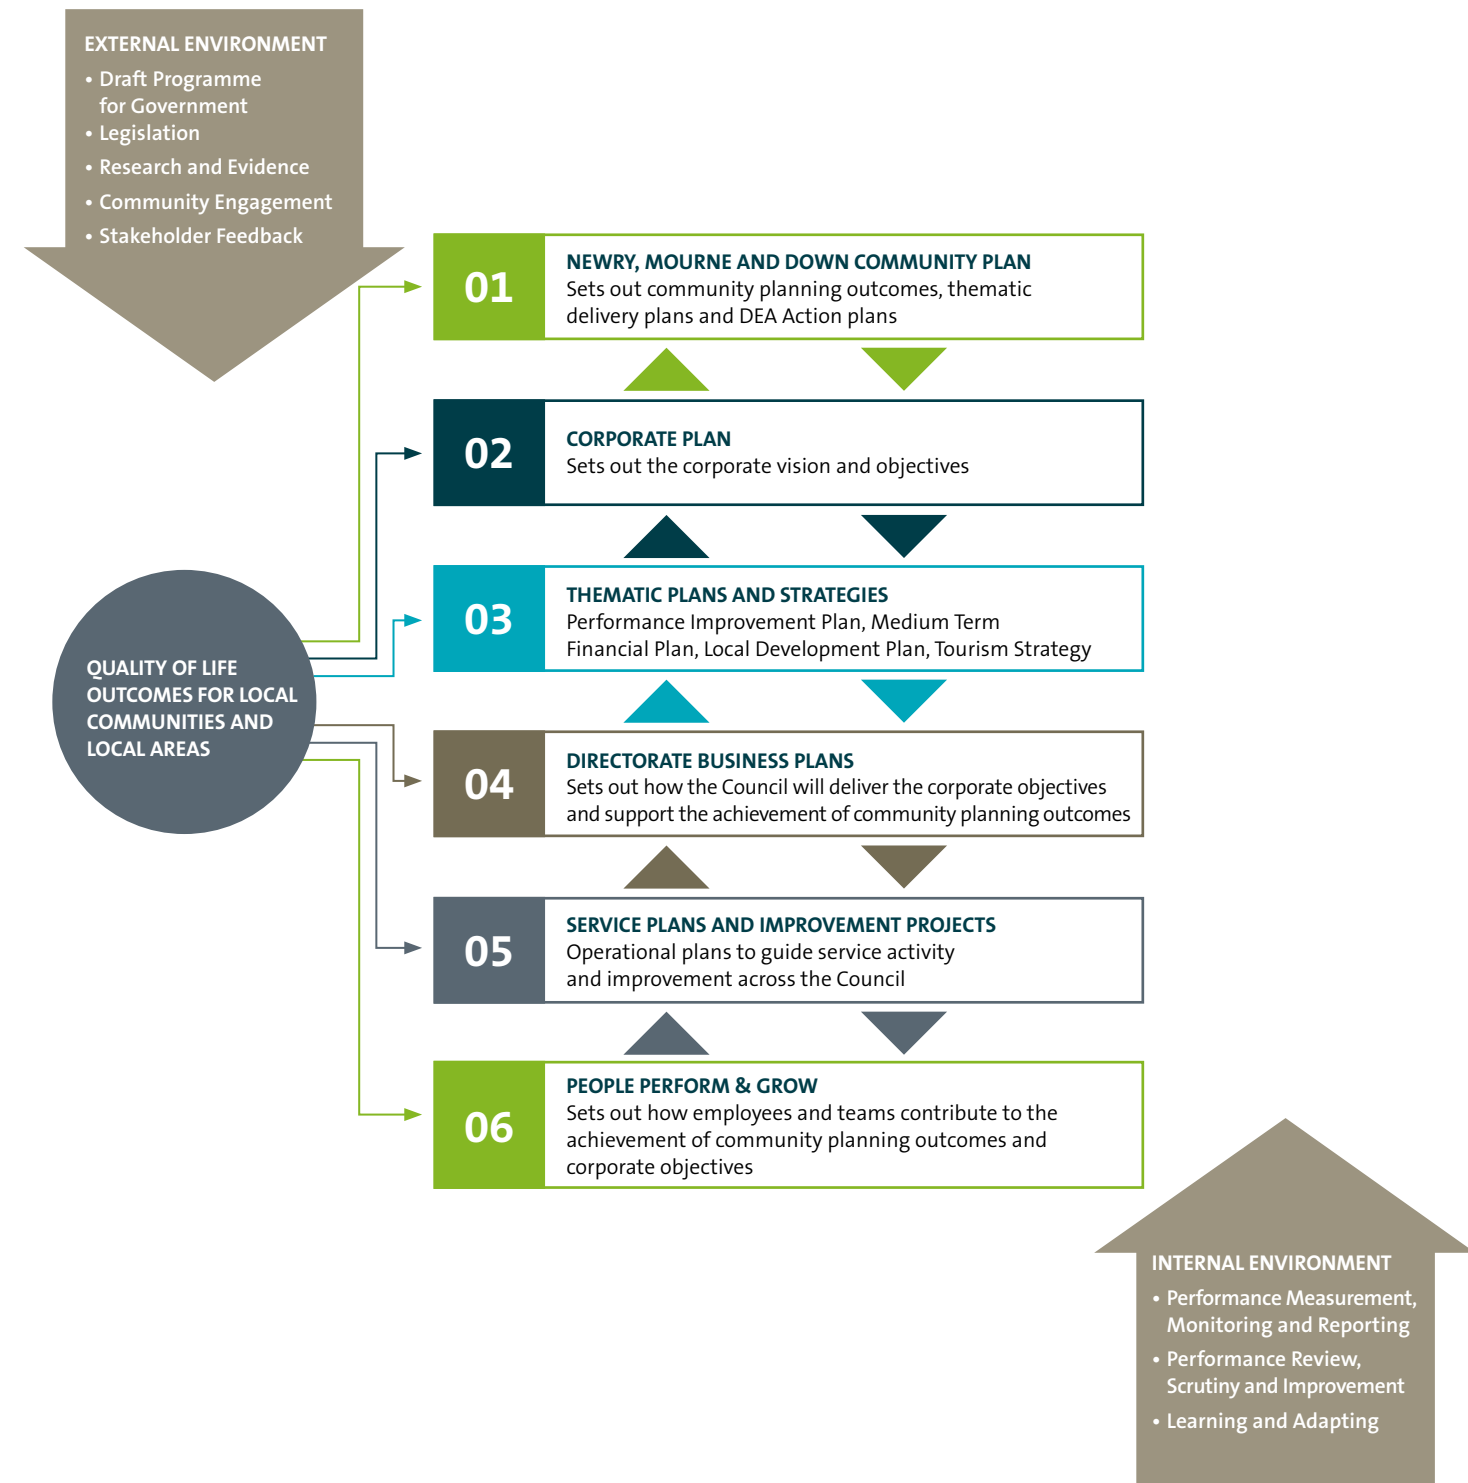 EXTERNAL ENVIRONMENT
• Draft Programme
for Government
• Legislation
• Research and Evidence
• Community Engagement
• Stakeholder Feedback
01
NEWRY, MOURNE AND DOWN COMMUNITY PLAN
Sets out community planning outcomes, thematic
delivery plans and DEA Action plans
02
CORPORATE PLAN
Sets out the corporate vision and objectives
03
THEMATIC PLANS AND STRATEGIES
Performance Improvement Plan, Medium Term
Financial Plan, Local Development Plan, Tourism Strategy
QUALITY OF LIFE
OUTCOMES FOR LOCAL
COMMUNITIES AND
LOCAL AREAS
04
DIRECTORATE BUSINESS PLANS
Sets out how the Council will deliver the corporate objectives
and support the achievement of community planning outcomes
05
SERVICE PLANS AND IMPROVEMENT PROJECTS
Operational plans to guide service activity
and improvement across the Council
06
PEOPLE PERFORM & GROW
Sets out how employees and teams contribute to the
achievement of community planning outcomes and
corporate objectives
INTERNAL ENVIRONMENT
• Performance Measurement,
Monitoring and Reporting
• Performance Review,
Scrutiny and Improvement
• Learning and Adapting